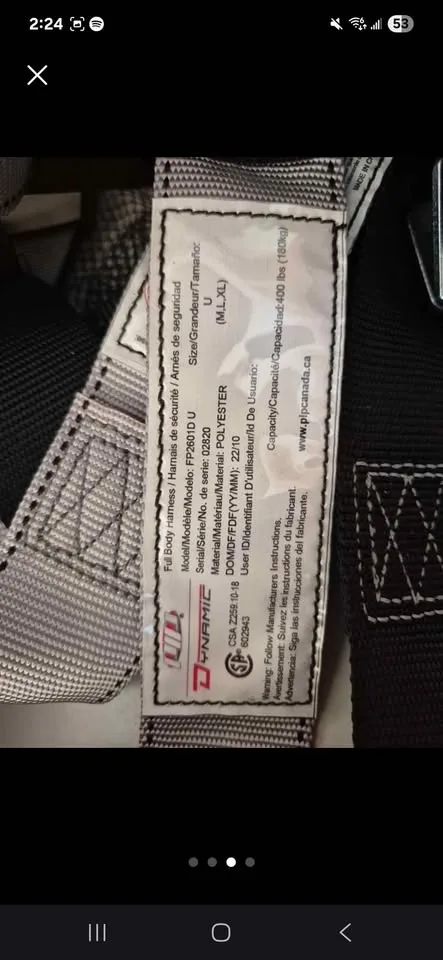 2:24
53
Full Body Harness / Harnais de sécurité / Arnés de seguridad
Model/Modèle/Modelo: FP2601D U
Size/Grandeur/Tamaño:
Serial/Série/No. de serie: 02820
U
Material/Matériau/Material: POLYESTER
(M,L,XL)
DOM/DF/FDF(YY/MM): 22/10
User ID/Identifiant D'utilisateur/Id De Usuario:
Capacity/Capacité/Capacidad:400 lbs (180kg)
www.pipcanada.ca
PIP
DYNAMIC
CSA Z259.10-18
602943
Warning: Follow Manufacturers Instructions.
Avertissement: Suivez les instructions du fabricant.
Advertencia: Siga las instrucciones del fabricante.
MADE IN